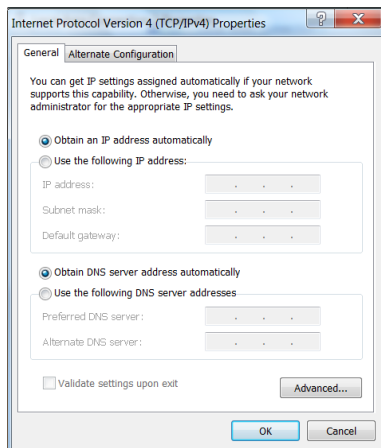 Internet Protocol Version 4 (TCP/IPv4) Properties
General
Alternate Configuration
You can get IP settings assigned automatically if your network
supports this capability. Otherwise, you need to ask your network
administrator for the appropriate IP settings.
Obtain an IP address automatically
Use the following IP address:
IP address:
Subnet mask:
Default gateway:
Obtain DNS server address automatically
Use the following DNS server addresses
Preferred DNS server:
Alternate DNS server:
Validate settings upon exit
Advanced...
OK
Cancel